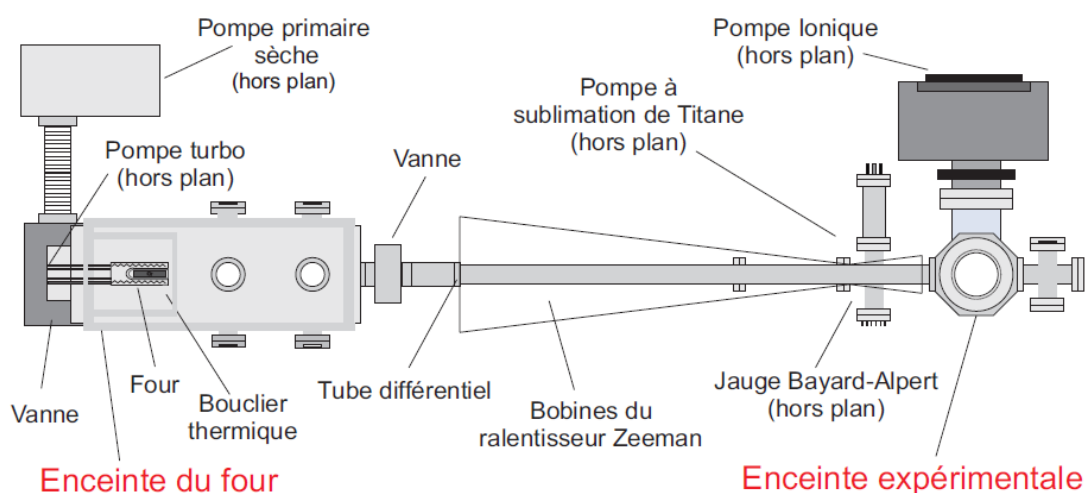 Pompe primaire
sèche
(hors plan)
Pompe Ionique
(hors plan)
Pompe à
sublimation de Titane
(hors plan)
Vanne
Pompe turbo
(hors plan)
Vanne
Four
Bouclier
thermique
Tube différentiel
Bobines du
ralentisseur Zeeman
Jauge Bayard-Alpert
(hors plan)
Enceinte du four
Enceinte expérimentale